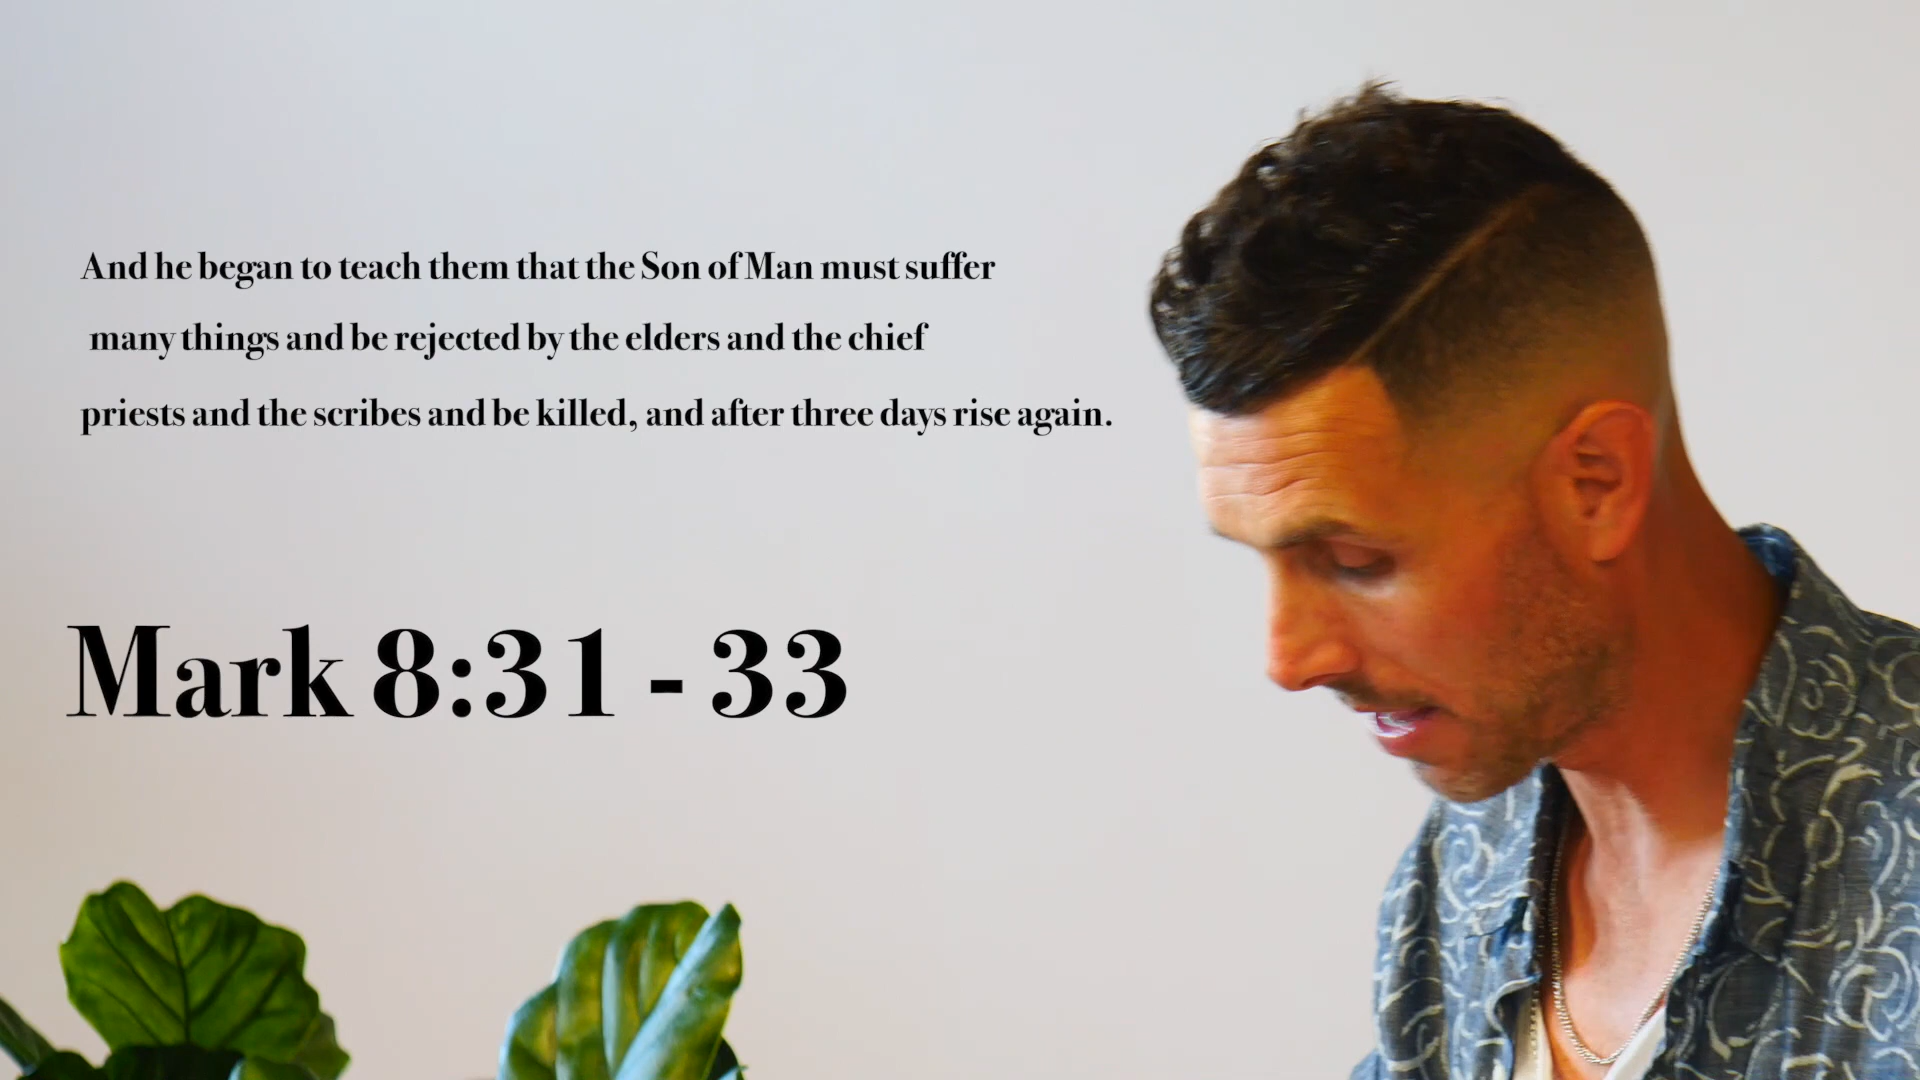 And he began to teach them that the Son of Man must suffer
many things and be rejected by the elders and the chief
priests and the scribes and be killed, and after three days rise again.
Mark 8:31 - 33